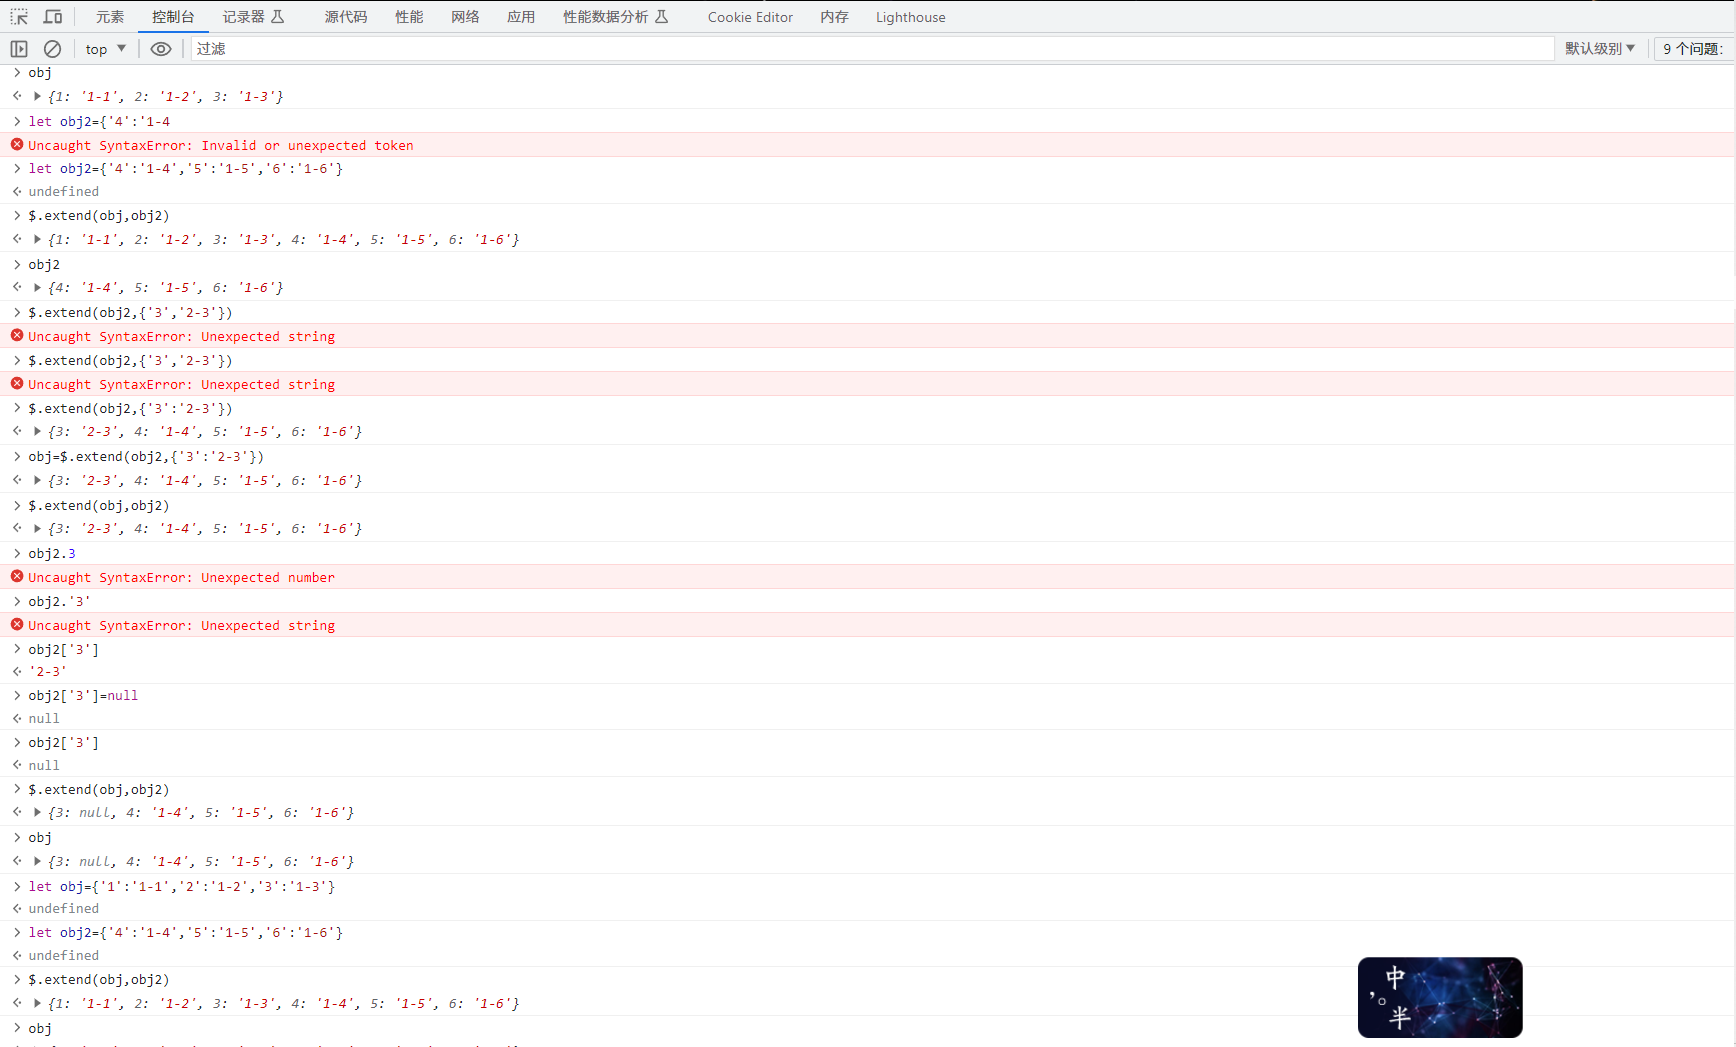 元素 控制台 记录器 源代码 性能 网络 应用 性能数据分析 Cookie Editor 内存 Lighthouse
top 过滤 默认级别 9 个问题:
obj
{1: '1-1', 2: '1-2', 3: '1-3'}
let obj2={'4':'1-4
Uncaught SyntaxError: Invalid or unexpected token
let obj2={'4':'1-4','5':'1-5','6':'1-6'}
undefined
$.extend(obj,obj2)
{1: '1-1', 2: '1-2', 3: '1-3', 4: '1-4', 5: '1-5', 6: '1-6'}
obj2
{4: '1-4', 5: '1-5', 6: '1-6'}
$.extend(obj2,{'3','2-3'})
Uncaught SyntaxError: Unexpected string
$.extend(obj2,{'3','2-3'})
Uncaught SyntaxError: Unexpected string
$.extend(obj2,{'3':'2-3'})
{3: '2-3', 4: '1-4', 5: '1-5', 6: '1-6'}
obj=$.extend(obj2,{'3':'2-3'})
{3: '2-3', 4: '1-4', 5: '1-5', 6: '1-6'}
$.extend(obj,obj2)
{3: '2-3', 4: '1-4', 5: '1-5', 6: '1-6'}
obj2.3
Uncaught SyntaxError: Unexpected number
obj2.'3'
Uncaught SyntaxError: Unexpected string
obj2['3']
'2-3'
obj2['3']=null
null
obj2['3']
null
$.extend(obj,obj2)
{3: null, 4: '1-4', 5: '1-5', 6: '1-6'}
obj
{3: null, 4: '1-4', 5: '1-5', 6: '1-6'}
let obj={'1':'1-1','2':'1-2','3':'1-3'}
undefined
let obj2={'4':'1-4','5':'1-5','6':'1-6'}
undefined
$.extend(obj,obj2)
{1: '1-1', 2: '1-2', 3: '1-3', 4: '1-4', 5: '1-5', 6: '1-6'}
obj
中
，。
半